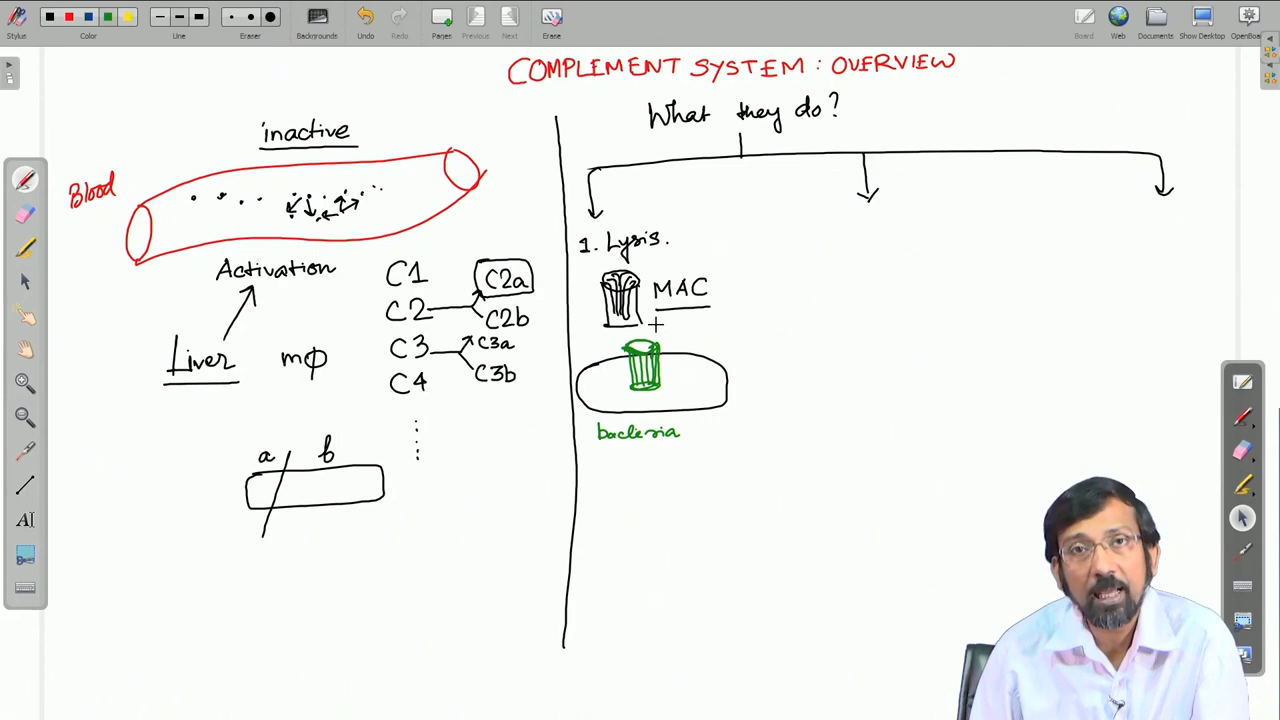 Stylus
Color
Line
Eraser
Backgrounds
Undo
Redo
Pages
Previous
Next
Erase
Board
Web
Documents
Show Desktop
OpenBoa
COMPLEMENT SYSTEM : OVERVIEW
What they do?
inactive
Blood
Activation
Liver mφ
C1
C2
C3
C4
C2a
C2b
C3a
C3b
a b
1. Lysis.
MAC
bacteria
AI